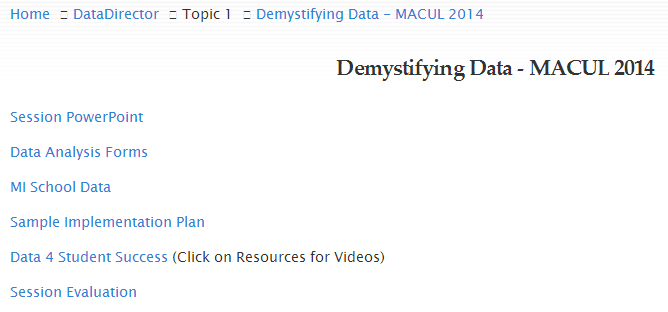 Home □ DataDirector □ Topic 1 □ Demystifying Data – MACUL 2014
Demystifying Data - MACUL 2014
Session PowerPoint
Data Analysis Forms
MI School Data
Sample Implementation Plan
Data 4 Student Success (Click on Resources for Videos)
Session Evaluation